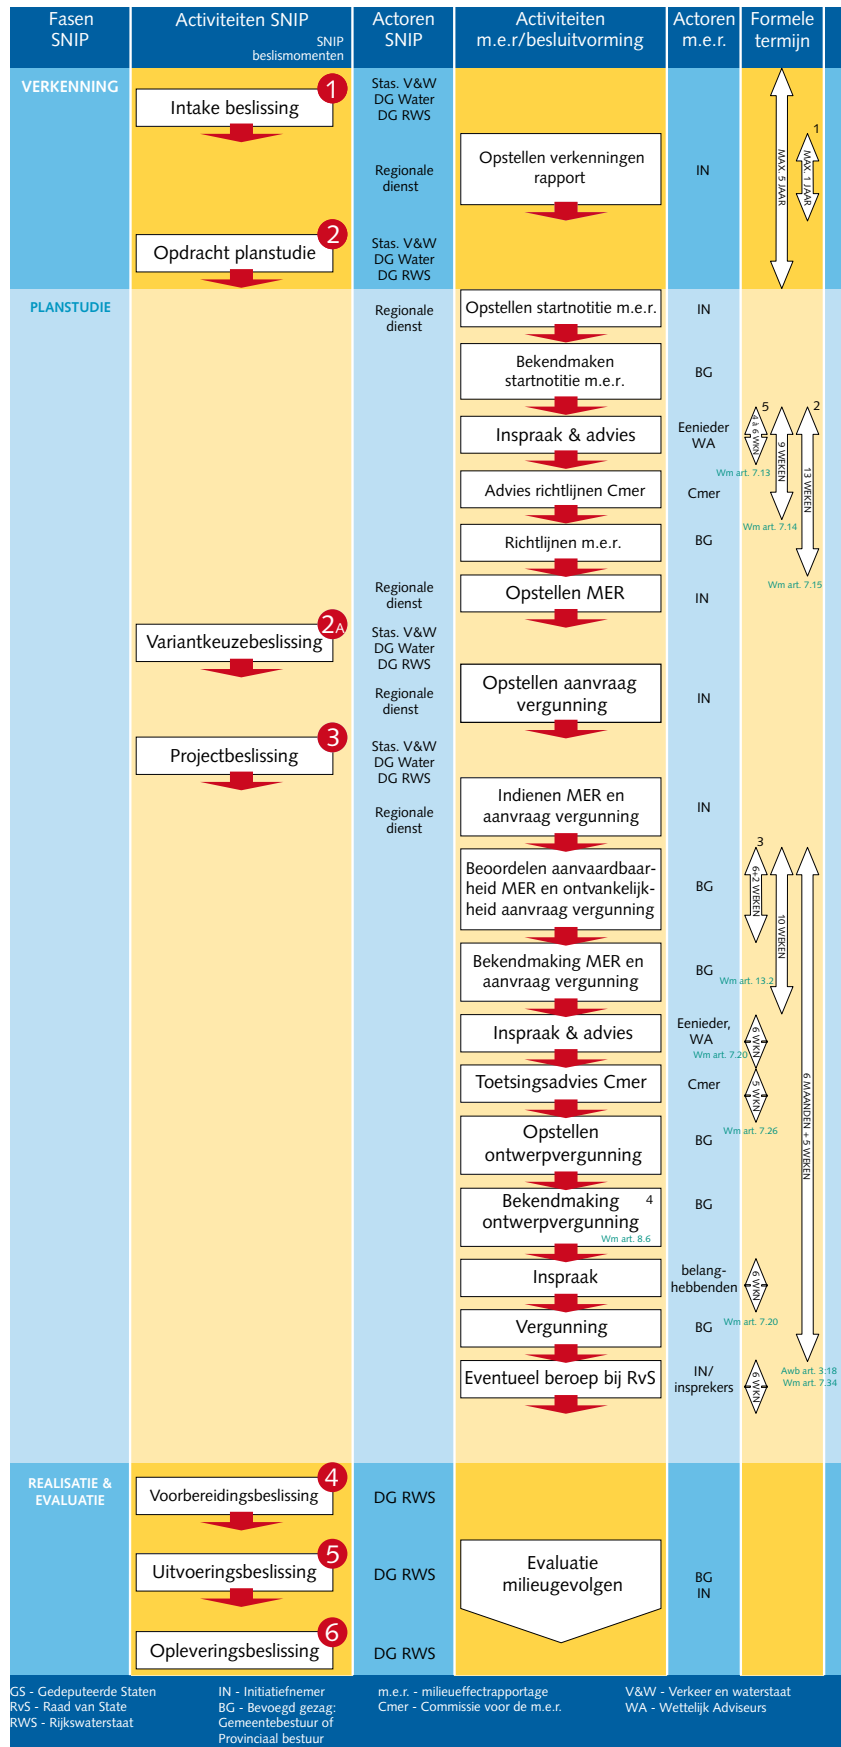 Fasen
SNIP
Activiteiten SNIP
SNIP
beslismomenten
Actoren
SNIP
Activiteiten
m.e.r/besluitvorming
Actoren
m.e.r.
Formele
termijn
VERKENNING
Intake beslissing
1
Stas. V&W
DG Water
DG RWS
Opstellen verkenningen
rapport
Regionale
dienst
IN
MAX. 5 JAAR
1
MAX. 1 JAAR
Opdracht planstudie
2
Stas. V&W
DG Water
DG RWS
PLANSTUDIE
Regionale
dienst
Opstellen startnotitie m.e.r.
IN
Bekendmaken
startnotitie m.e.r.
BG
Inspraak & advies
Eenieder
WA
5
4 à 6 WKN
Wm art. 7.13
9 WEKEN
Wm art. 7.14
2
13 WEKEN
Wm art. 7.15
Advies richtlijnen Cmer
Cmer
Richtlijnen m.e.r.
BG
Regionale
dienst
Opstellen MER
IN
Variantkeuzebeslissing
2A
Stas. V&W
DG Water
DG RWS
Regionale
dienst
Opstellen aanvraag
vergunning
IN
Projectbeslissing
3
Stas. V&W
DG Water
DG RWS
Regionale
dienst
Indienen MER en
aanvraag vergunning
IN
Beoordelen aanvaardbaar-
heid MER en ontvankelijk-
heid aanvraag vergunning
BG
3
6+2 WEKEN
10 WEKEN
6 MAANDEN + 5 WEKEN
Bekendmaking MER en
aanvraag vergunning
BG
Wm art. 13.2
Inspraak & advies
Eenieder,
WA
Wm art. 7.20
6 WKN
Toetsingsadvies Cmer
Cmer
5 WKN
Wm art. 7.26
Opstellen
ontwerpvergunning
BG
Bekendmaking
4
ontwerpvergunning
Wm art. 8.6
BG
Inspraak
belang-
hebbenden
6 WKN
Wm art. 7.20
Vergunning
BG
Awb art. 3:18
Wm art. 7.34
Eventueel beroep bij RvS
IN/
insprekers
6 WKN
REALISATIE &
EVALUATIE
Voorbereidingsbeslissing
4
DG RWS
Uitvoeringsbeslissing
5
DG RWS
Evaluatie
milieugevolgen
BG
IN
Opleveringsbeslissing
6
DG RWS
GS - Gedeputeerde Staten
RvS - Raad van State
RWS - Rijkswaterstaat
IN - Initiatiefnemer
BG - Bevoegd gezag:
Gemeentebestuur of
Provinciaal bestuur
m.e.r. - milieueffectrapportage
Cmer - Commissie voor de m.e.r.
V&W - Verkeer en waterstaat
WA - Wettelijk Adviseurs